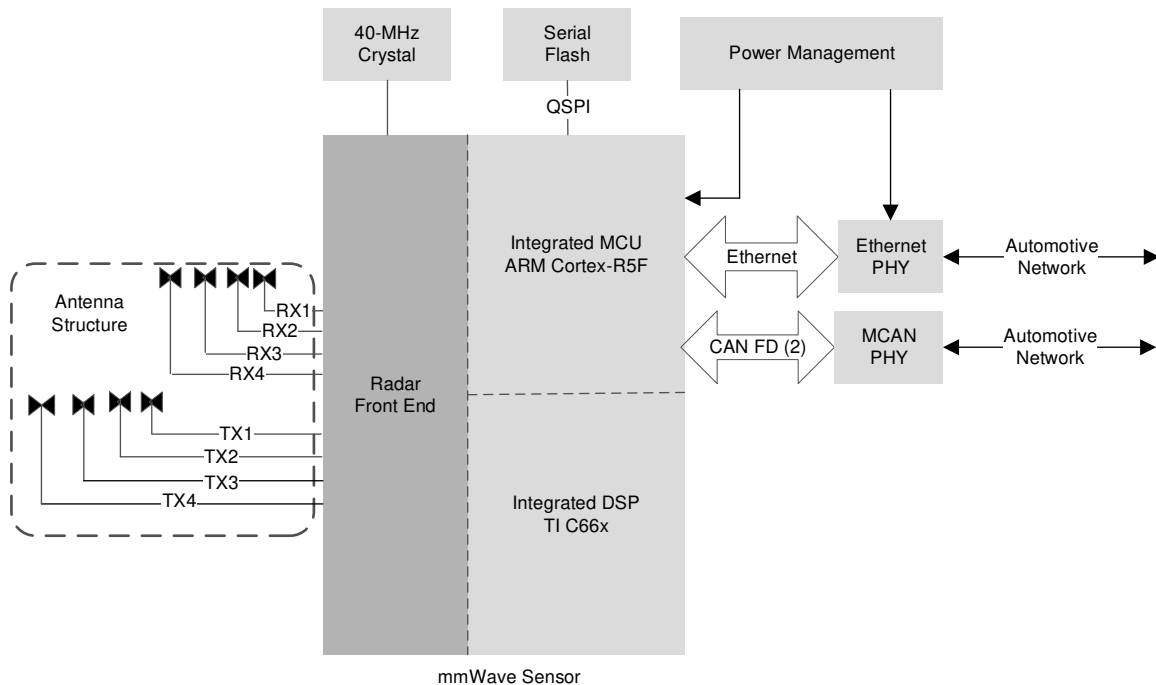 40-MHz
Crystal
Serial
Flash
Power Management
QSPI
Integrated MCU
ARM Cortex-R5F
Ethernet
Ethernet
PHY
Automotive
Network
Antenna
Structure
RX1
RX2
RX3
RX4
CAN FD (2)
MCAN
PHY
Automotive
Network
Radar
Front End
TX1
TX2
TX3
TX4
Integrated DSP
TI C66x
mmWave Sensor